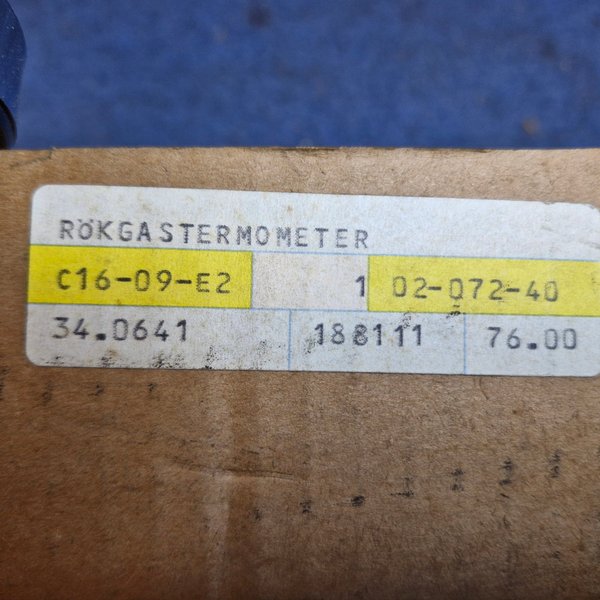 RÖKGASTERMOMETER
C16-09-E2 1 02-072-40
34.0641 188111 76.00